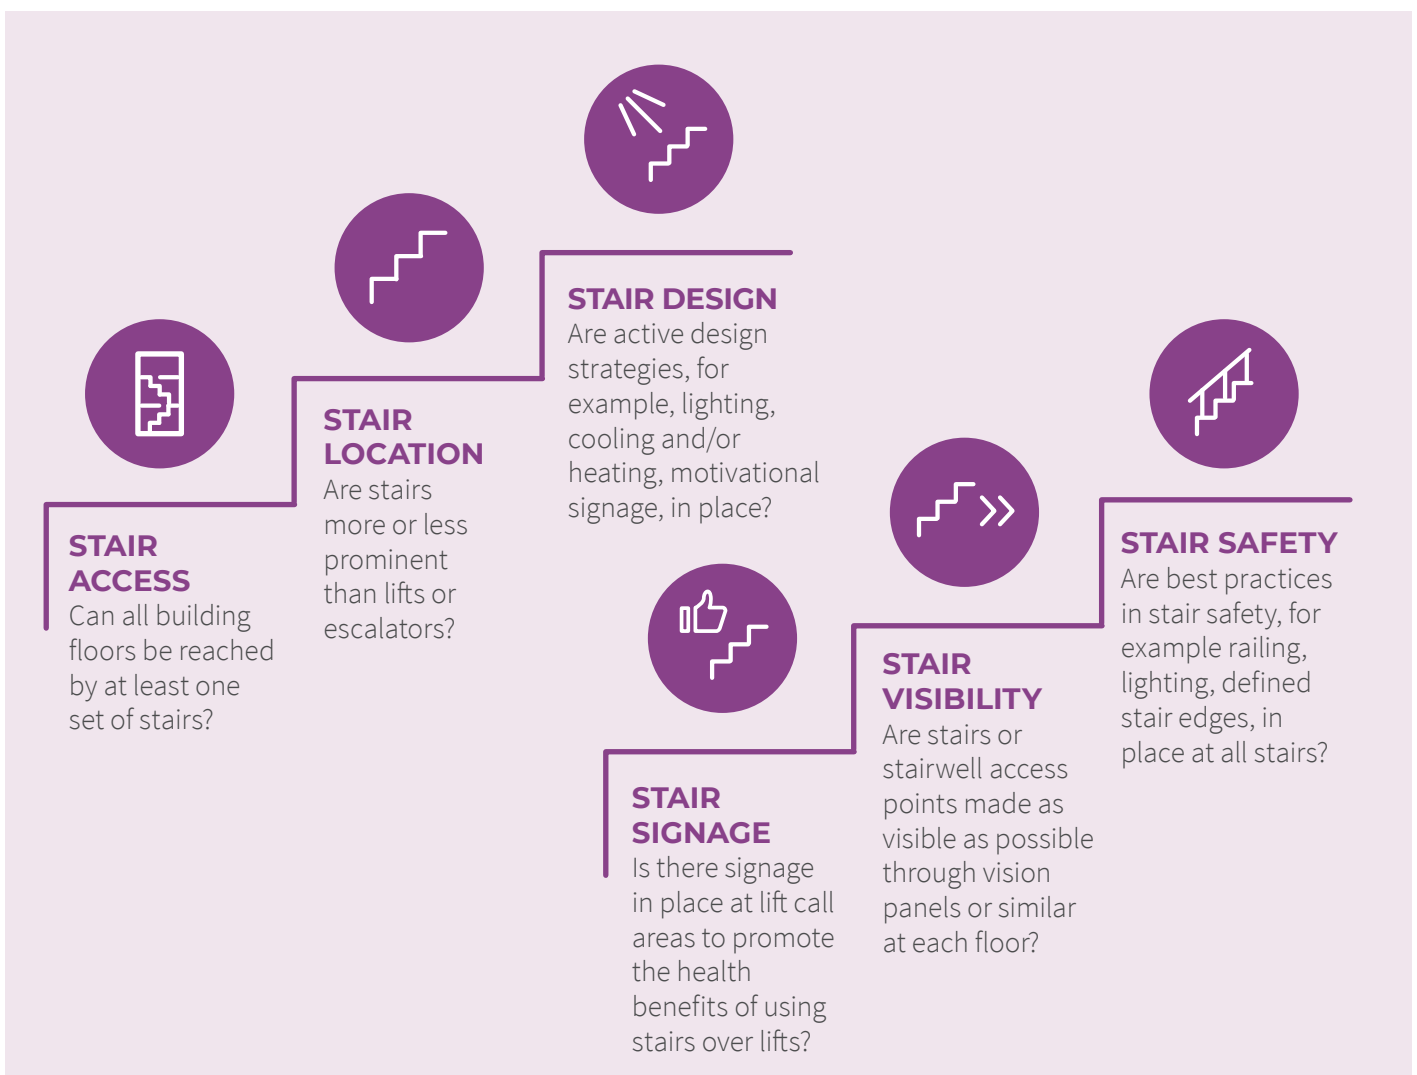 STAIR
ACCESS
Can all building
floors be reached
by at least one
set of stairs?
STAIR
LOCATION
Are stairs
more or less
prominent
than lifts or
escalators?
STAIR DESIGN
Are active design
strategies, for
example, lighting,
cooling and/or
heating, motivational
signage, in place?
STAIR
SIGNAGE
Is there signage
in place at lift call
areas to promote
the health
benefits of using
stairs over lifts?
STAIR
VISIBILITY
Are stairs or
stairwell access
points made as
visible as possible
through vision
panels or similar
at each floor?
STAIR SAFETY
Are best practices
in stair safety, for
example railing,
lighting, defined
stair edges, in
place at all stairs?